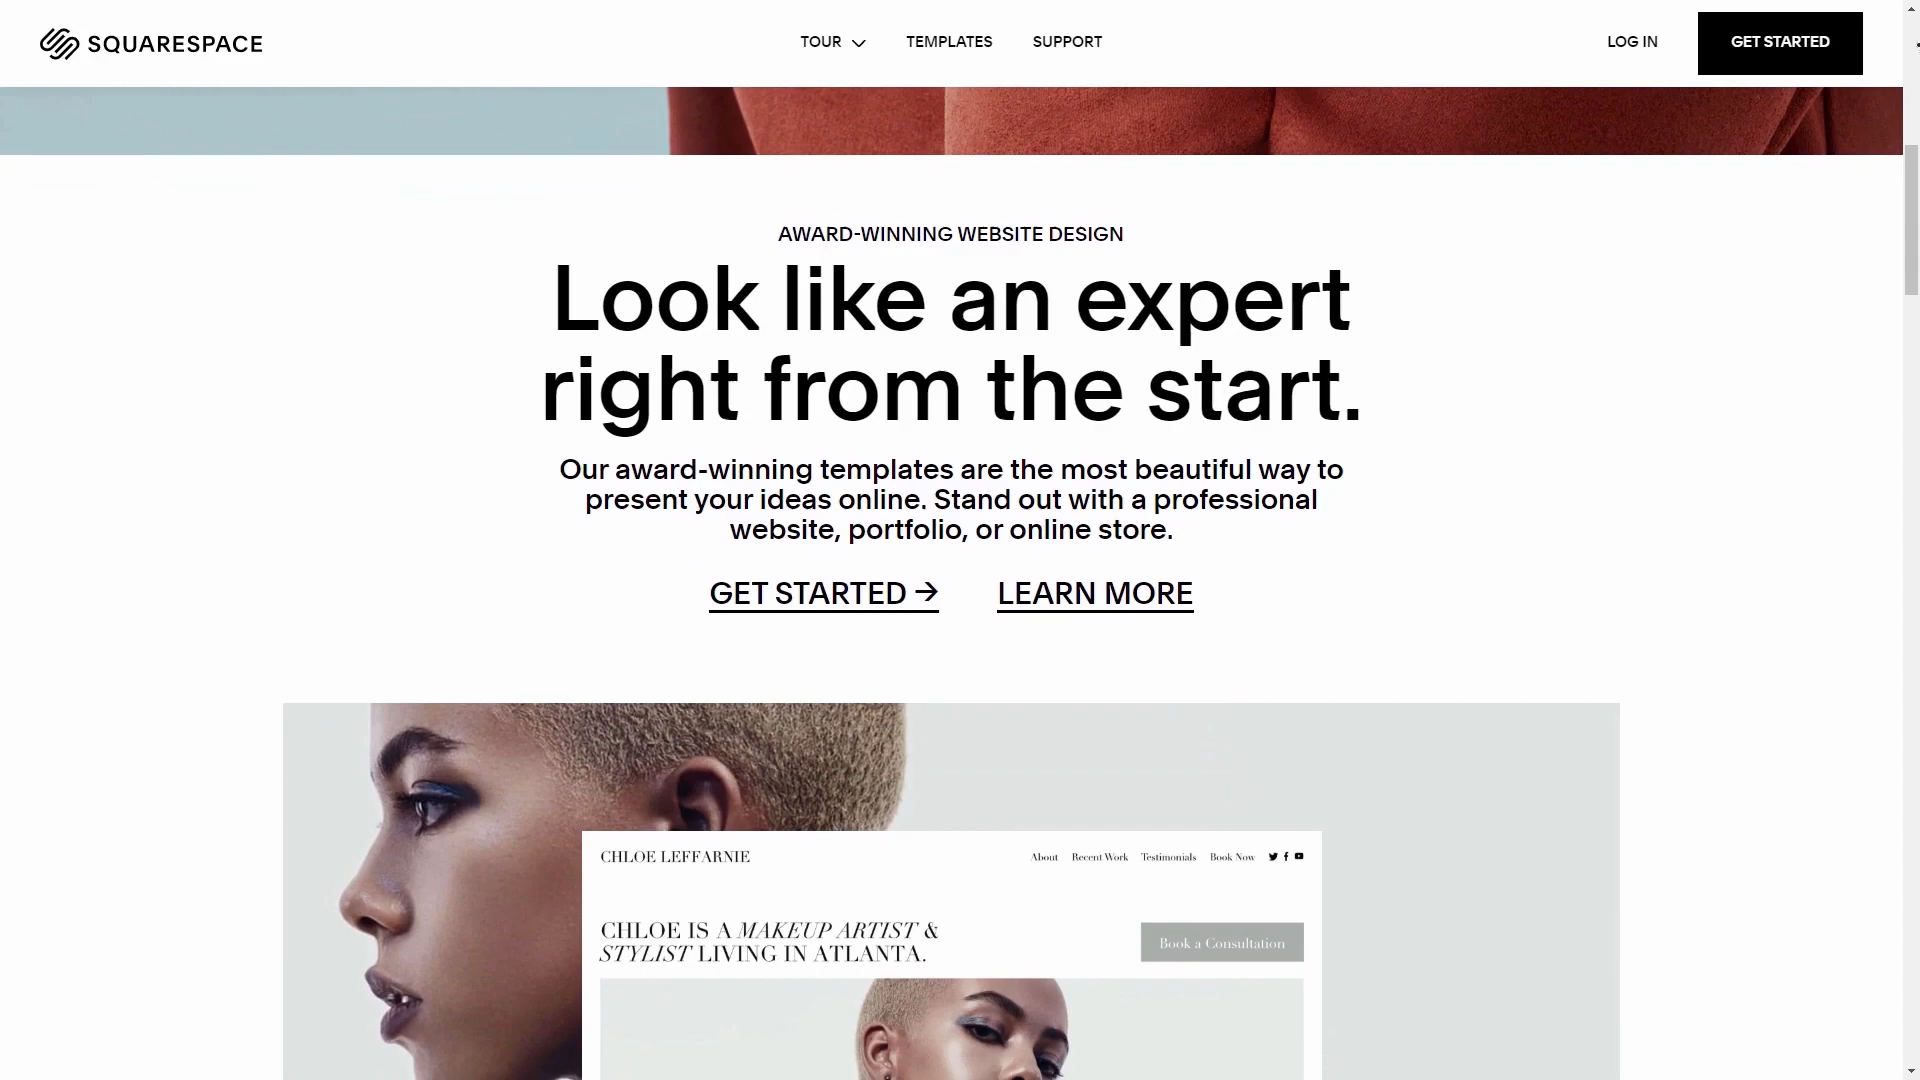 SQUARESPACE
TOUR
TEMPLATES
SUPPORT
LOG IN
GET STARTED
AWARD-WINNING WEBSITE DESIGN
Look like an expert
right from the start.
Our award-winning templates are the most beautiful way to
present your ideas online. Stand out with a professional
website, portfolio, or online store.
GET STARTED →
LEARN MORE
CHLOE LEFFARNIE
About
Recent Work
Testimonials
Book Now
CHLOE IS A MAKEUP ARTIST &
STYLIST LIVING IN ATLANTA.
Book a Consultation